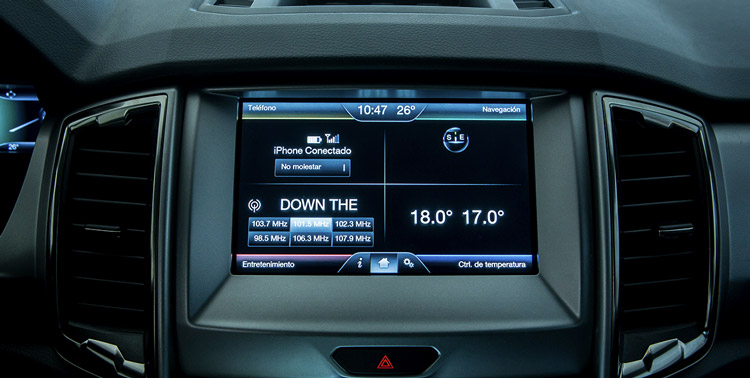 Teléfono
10:47 26°
Navegación
S E
iPhone Conectado
No molestar
DOWN THE
103.7 MHz 101.5 MHz 102.3 MHz
98.5 MHz 106.3 MHz 107.9 MHz
18.0° 17.0°
Entretenimiento
i
Ctrl. de temperatura
26°